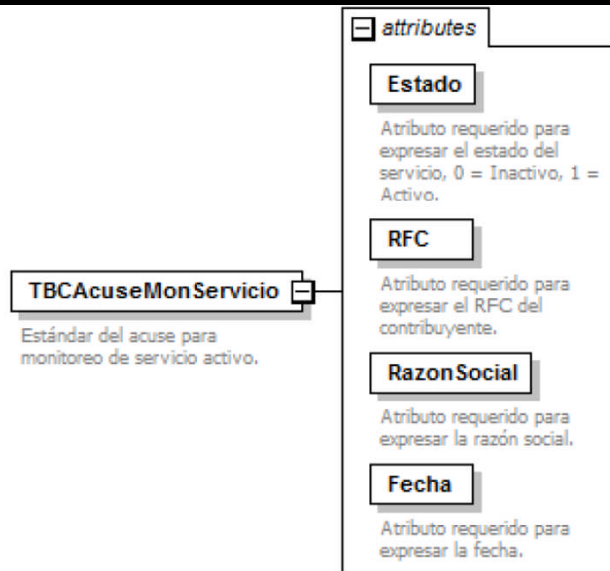 attributes
Estado
Atributo requerido para
expresar el estado del
servicio, 0 = Inactivo, 1 =
Activo.
RFC
Atributo requerido para
expresar el RFC del
contribuyente.
TBCAcuseMonServicio
Estándar del acuse para
monitoreo de servicio activo.
RazonSocial
Atributo requerido para
expresar la razón social.
Fecha
Atributo requerido para
expresar la fecha.